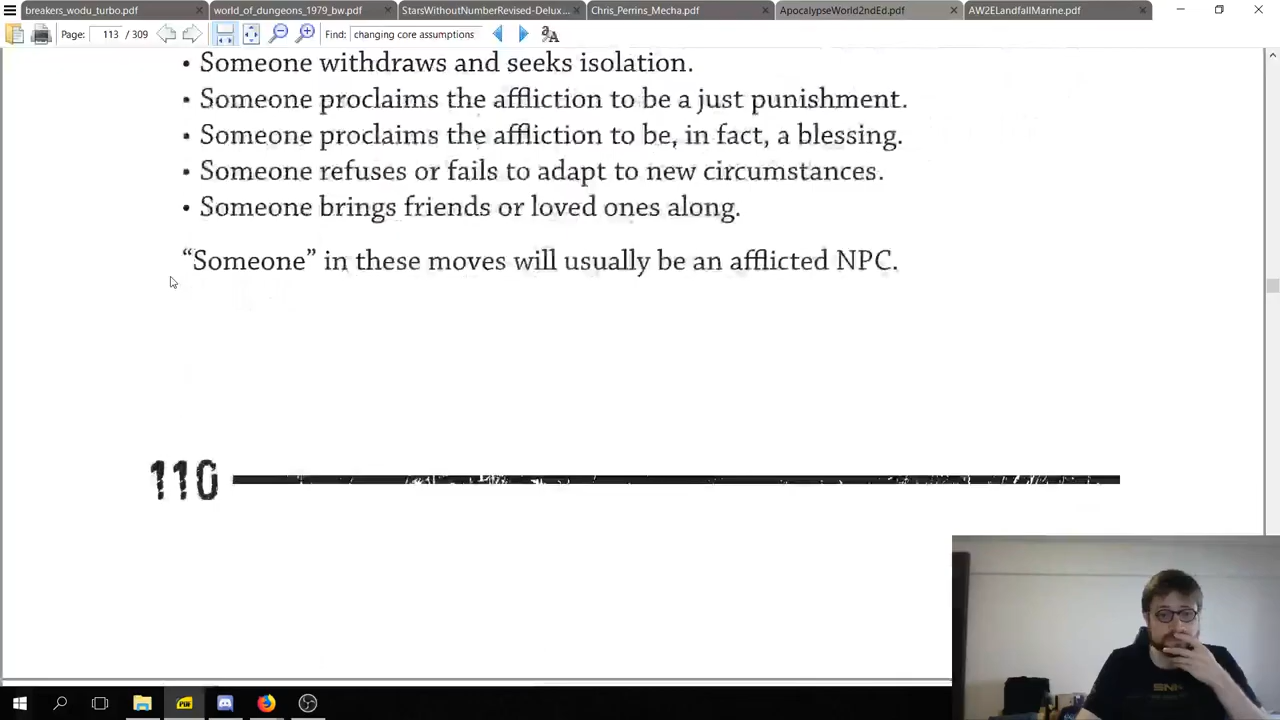 breakers_wodu_turbo.pdf
world_of_dungeons_1979_bw.pdf
StarsWithoutNumberRevised-Delux...
Chris_Perrins_Mecha.pdf
ApocalypseWorld2ndEd.pdf
AW2ELandfallMarine.pdf
Page: 113 / 309
Find: changing core assumptions
• Someone withdraws and seeks isolation.
• Someone proclaims the affliction to be a just punishment.
• Someone proclaims the affliction to be, in fact, a blessing.
• Someone refuses or fails to adapt to new circumstances.
• Someone brings friends or loved ones along.
“Someone” in these moves will usually be an afflicted NPC.
110
SNK